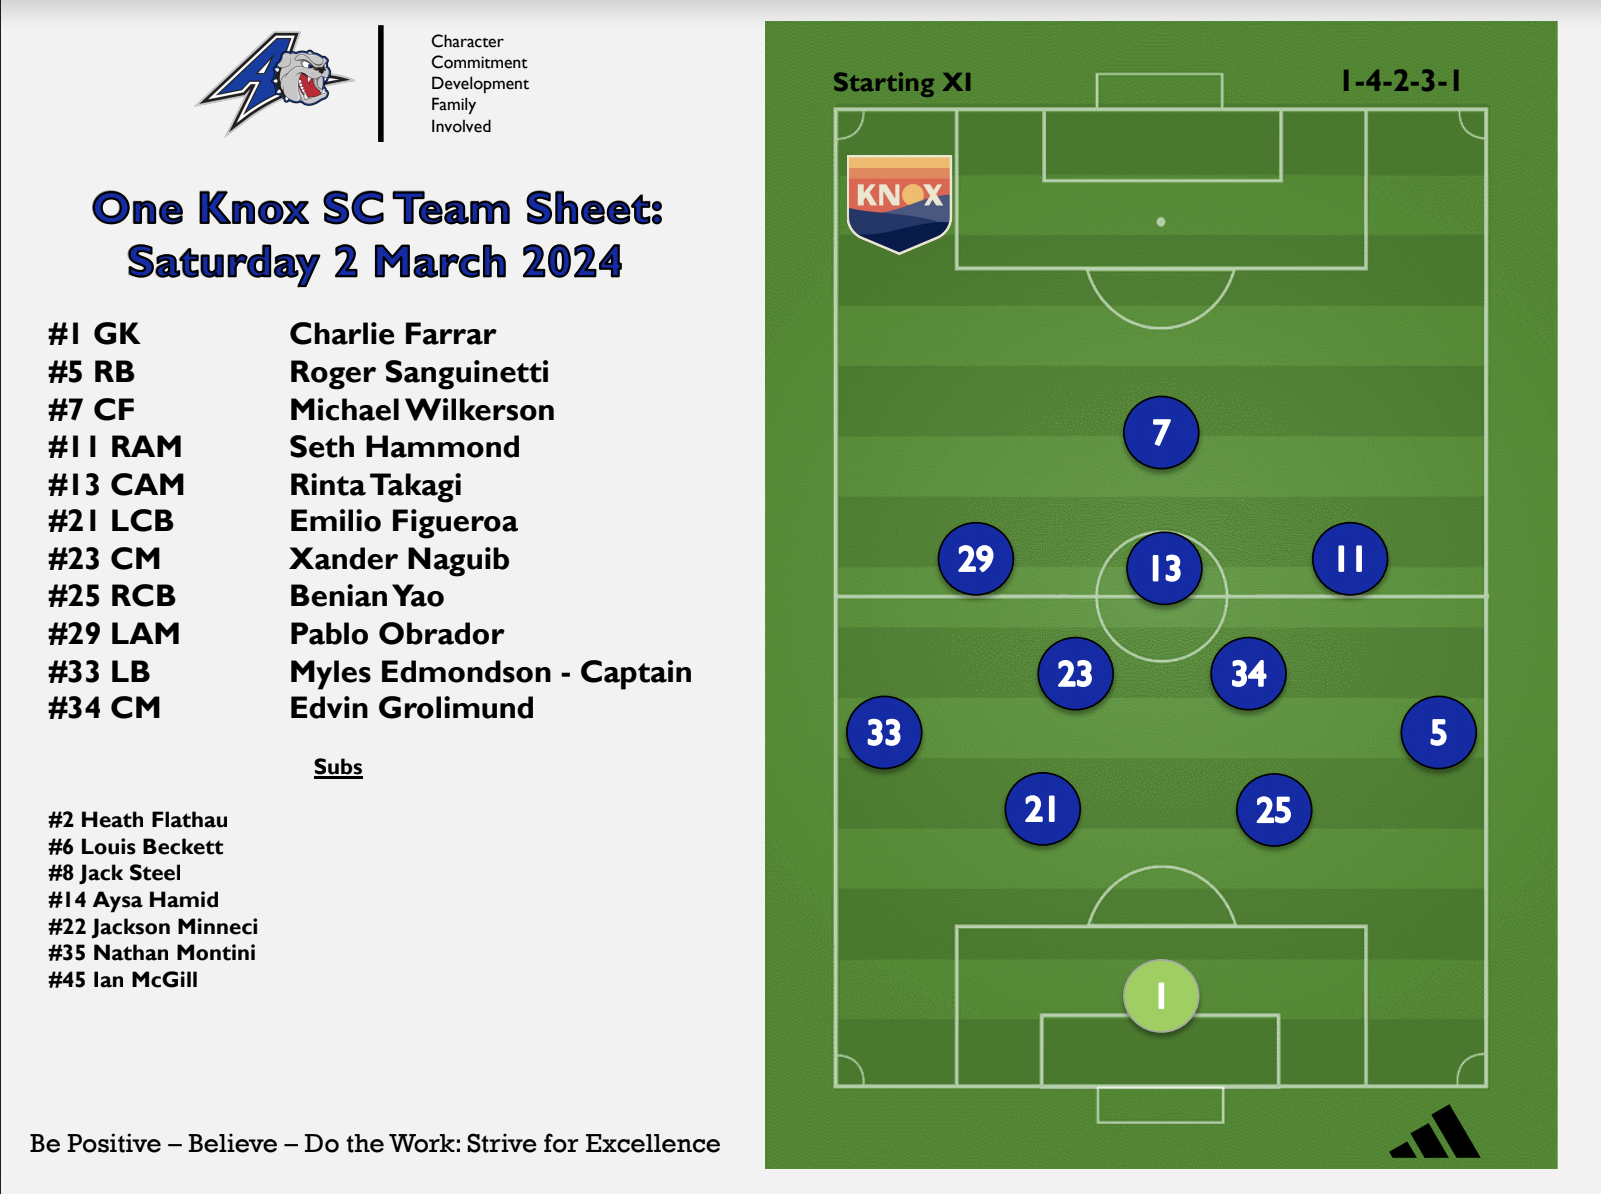 Character
Commitment
Development
Family
Involved
One Knox SC Team Sheet:
Saturday 2 March 2024
#1 GK Charlie Farrar
#5 RB Roger Sanguinetti
#7 CF Michael Wilkerson
#11 RAM Seth Hammond
#13 CAM Rinta Takagi
#21 LCB Emilio Figueroa
#23 CM Xander Naguib
#25 RCB Benian Yao
#29 LAM Pablo Obrador
#33 LB Myles Edmondson - Captain
#34 CM Edvin Grolimund
Subs
#2 Heath Flathau
#6 Louis Beckett
#8 Jack Steel
#14 Aysa Hamid
#22 Jackson Minneci
#35 Nathan Montini
#45 Ian McGill
Be Positive – Believe – Do the Work: Strive for Excellence
Starting XI 1-4-2-3-1
KNOX
7
29 13 11
23 34
33 5
21 25
1